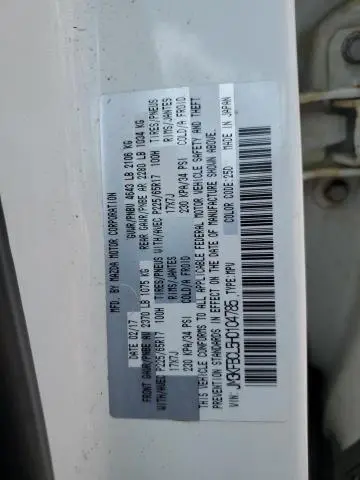 MFD. BY MAZDA MOTOR CORPORATION
DATE 02/17 GVWR/PNBV 4643 LB 2106 KG
FRONT GAWR/PNBE AV 2370 LB 1075 KG REAR GAWR/PNBE AR 2280 LB 1034 KG
WITH/AVEC P225/65R17 100H TIRES/PNEUS WITH/AVEC P225/65R17 100H TIRES/PNEUS
17X7J RIMS/JANTES 17X7J RIMS/JANTES
230 KPA/34 PSI COLD/A FROID 230 KPA/34 PSI COLD/A FROID
THIS VEHICLE CONFORMS TO ALL APPLICABLE FEDERAL MOTOR VEHICLE SAFETY AND THEFT
PREVENTION STANDARDS IN EFFECT ON THE DATE OF MANUFACTURE SHOWN ABOVE.
VIN: TYPE:MPV COLOR CODE:25D MADE IN JAPAN